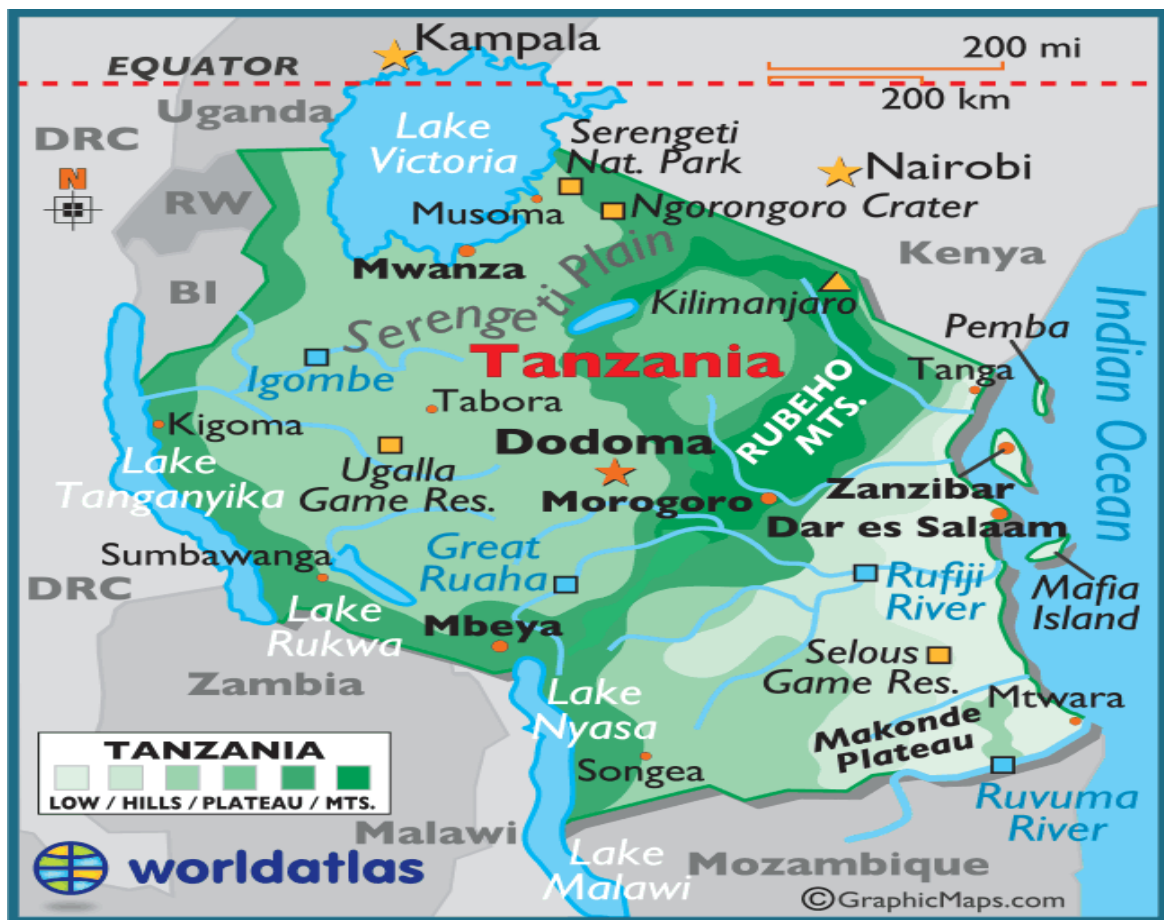 Kampala
200 mi
EQUATOR
200 km
Uganda
DRC
Lake
Victoria
Serengeti
Nat. Park
Nairobi
N
RW
Musoma
Ngorongoro Crater
Kenya
Mwanza
BI
Serengeti Plain
Kilimanjaro
Indian Ocean
Pemba
Igombe
Tanzania
Tanga
RUBEHO
MTS.
Tabora
Kigoma
Dodoma
Lake
Tanganyika
Ugalla
Game Res.
Morogoro
Zanzibar
Dar es Salaam
Sumbawanga
Great
Ruaha
Rufiji
River
Mafia
Island
DRC
Lake
Rukwa
Mbeya
Selous
Game Res.
Zambia
Lake
Nyasa
Mtwara
Makonde
Plateau
TANZANIA
LOW / HILLS / PLATEAU / MTS.
Songea
Ruvuma
River
Malawi
worldatlas
Lake
Malawi
Mozambique
©GraphicMaps.com